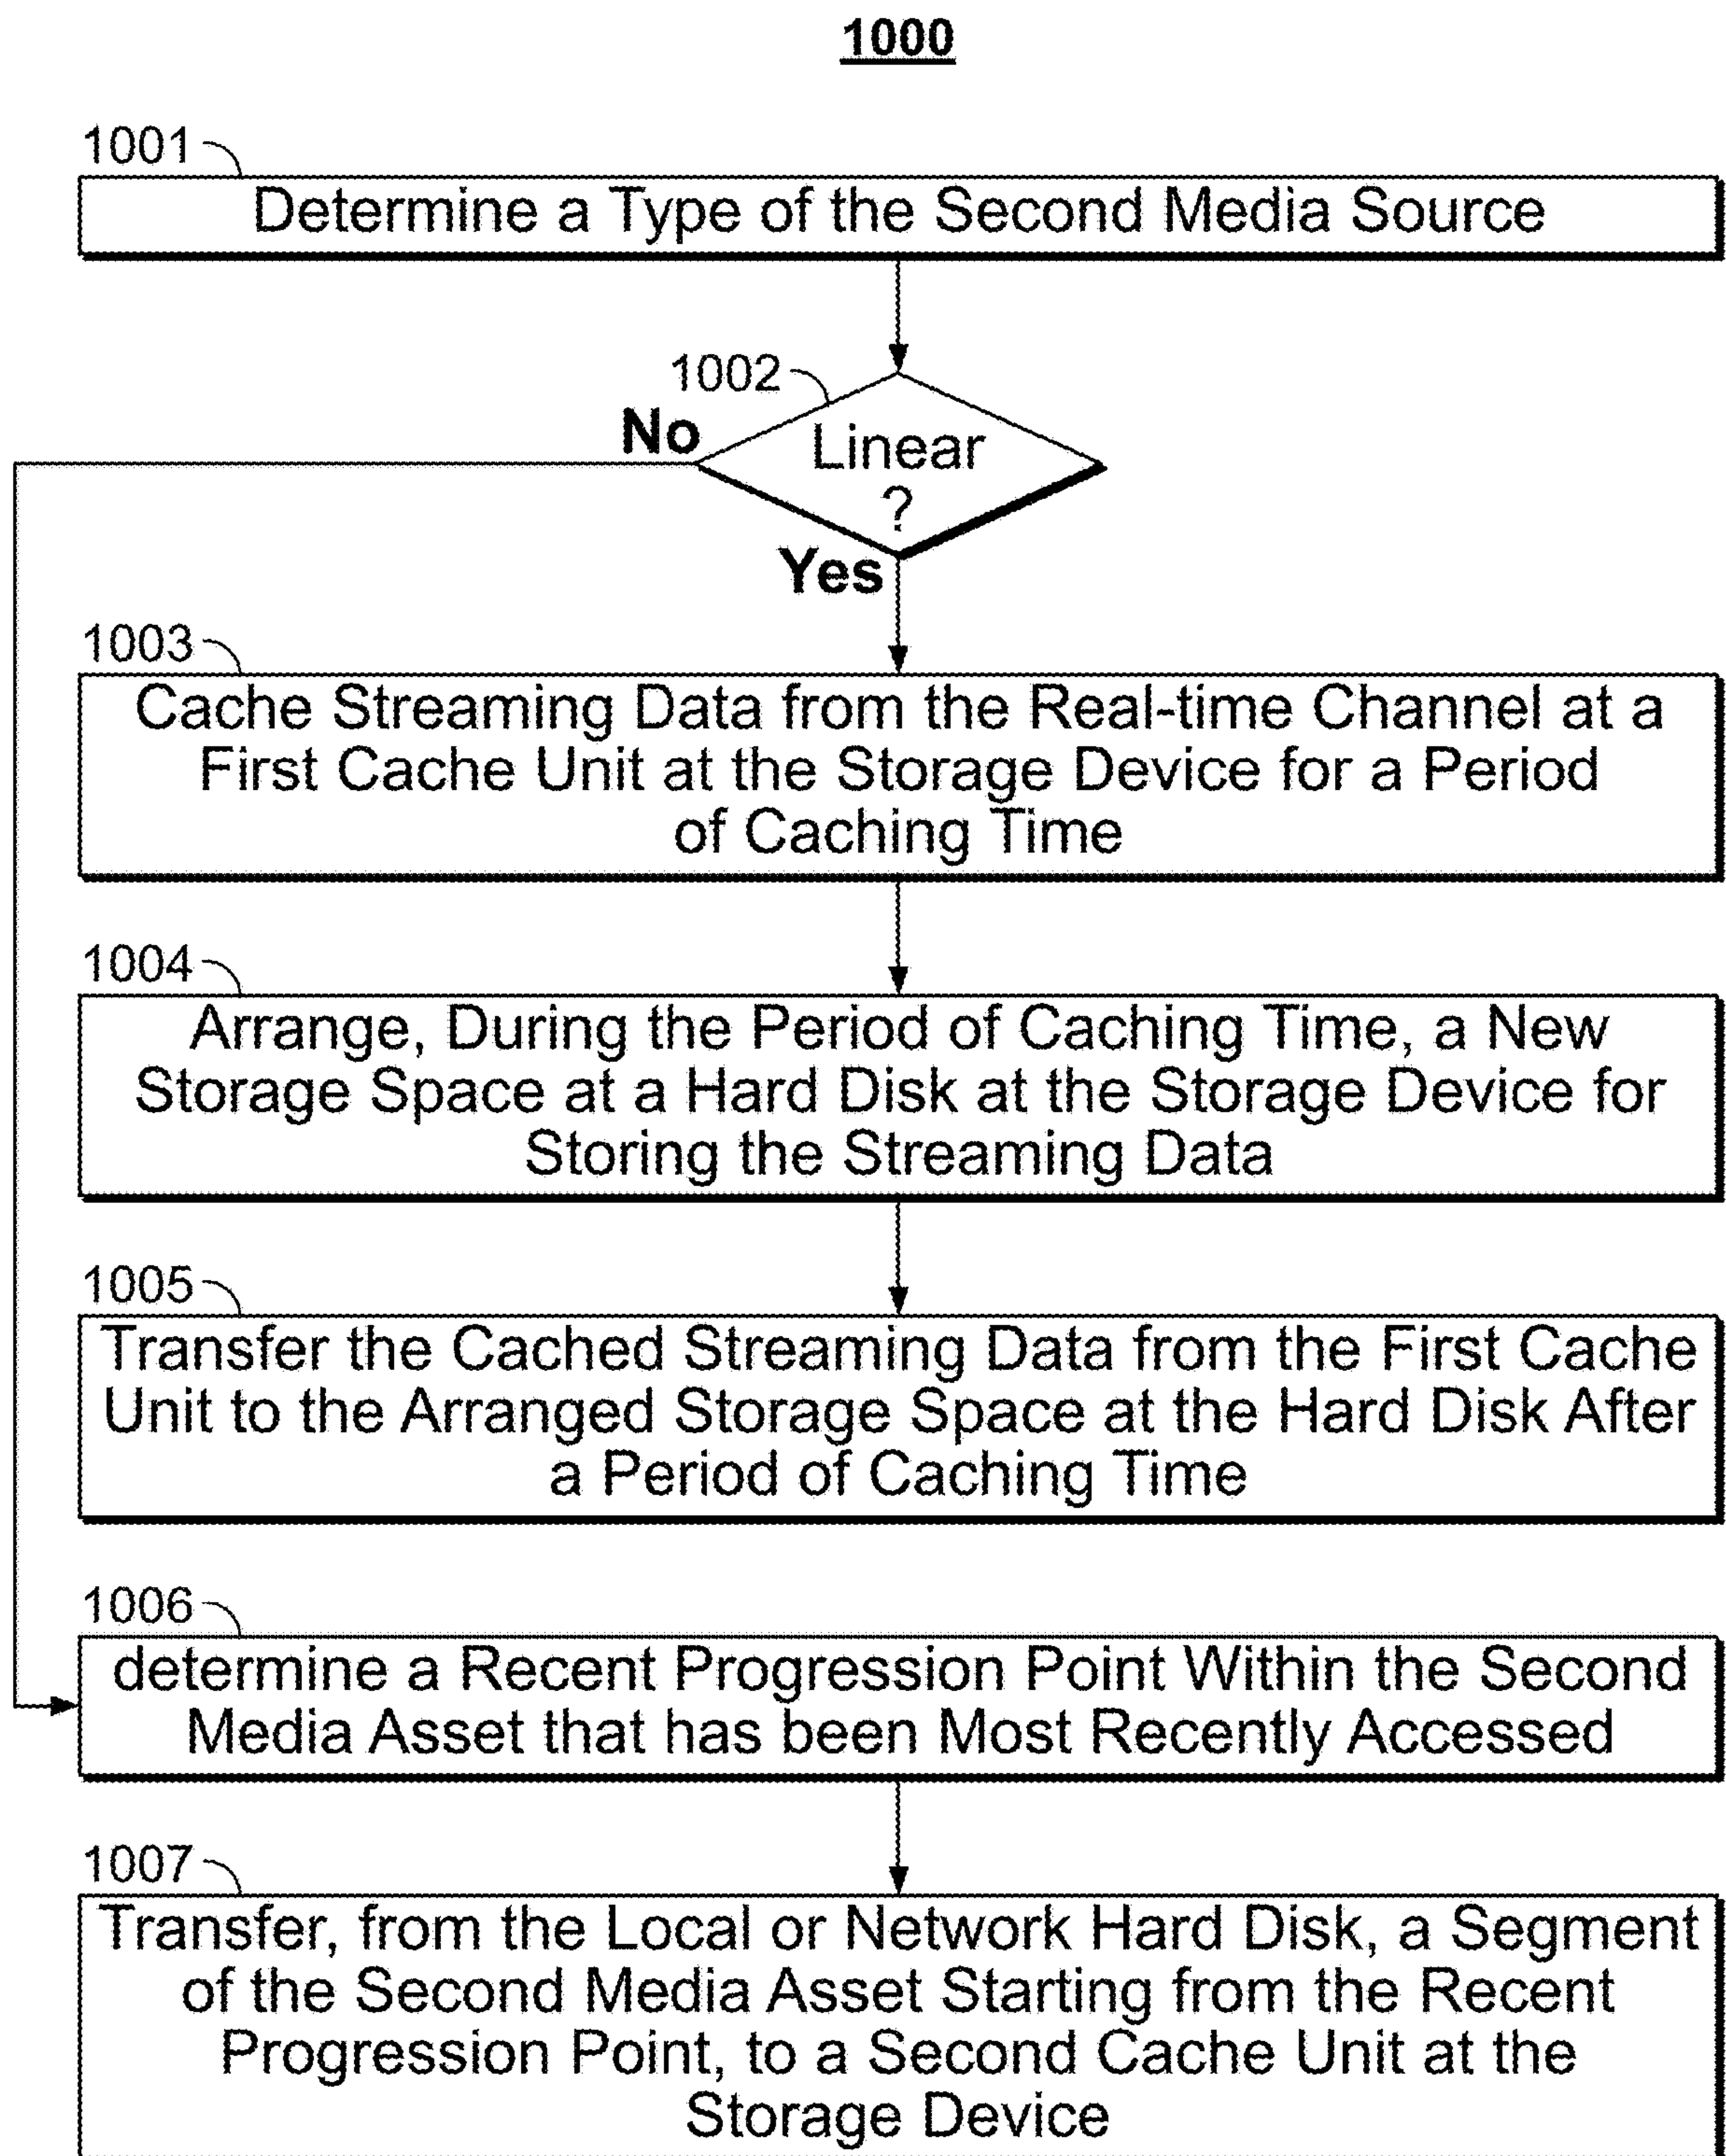 1000
1001
Determine a Type of the Second Media Source
1002
No
Linear
?
Yes
1003
Cache Streaming Data from the Real-time Channel at a
First Cache Unit at the Storage Device for a Period
of Caching Time
1004
Arrange, During the Period of Caching Time, a New
Storage Space at a Hard Disk at the Storage Device for
Storing the Streaming Data
1005
Transfer the Cached Streaming Data from the First Cache
Unit to the Arranged Storage Space at the Hard Disk After
a Period of Caching Time
1006
determine a Recent Progression Point Within the Second
Media Asset that has been Most Recently Accessed
1007
Transfer, from the Local or Network Hard Disk, a Segment
of the Second Media Asset Starting from the Recent
Progression Point, to a Second Cache Unit at the
Storage Device